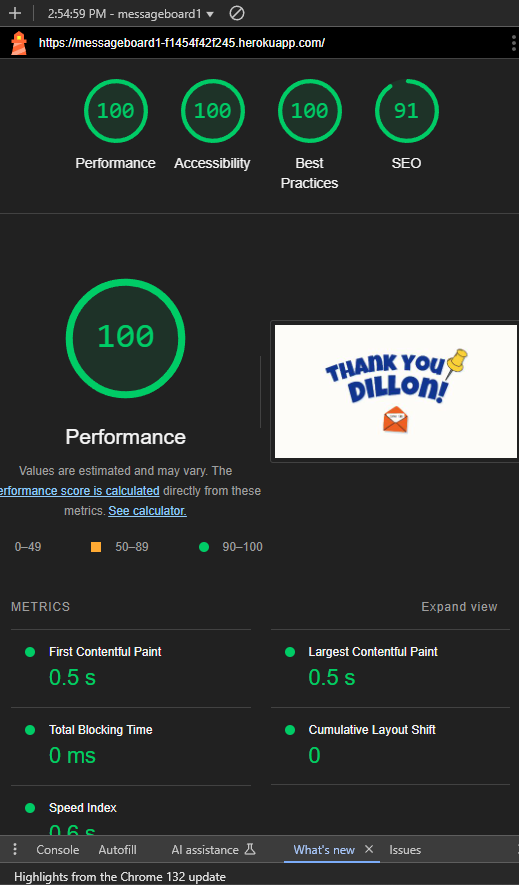 2:54:59 PM - messageboard1
https://messageboard1-f1454f42f245.herokuapp.com/
100
100
100
91
Performance
Accessibility
Best
Practices
SEO
100
THANK YOU
DILLON!
Performance
Values are estimated and may vary. The
erformance score is calculated directly from these
metrics. See calculator.
0–49
50–89
90–100
METRICS
Expand view
First Contentful Paint
0.5 s
Largest Contentful Paint
0.5 s
Total Blocking Time
0 ms
Cumulative Layout Shift
0
Speed Index
0.6 s
Console Autofill AI assistance What's new Issues
Highlights from the Chrome 132 update